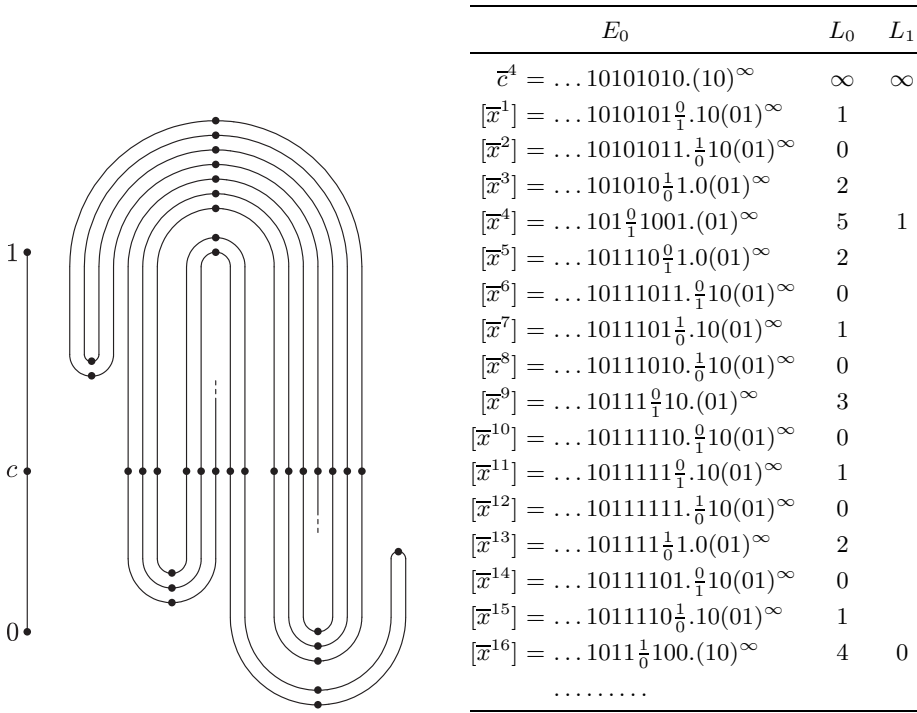 1
c
0
E₀ L₀ L₁
c̅⁴ = …10101010.(10)^∞ ∞ ∞
[x̅¹] = …1010101 0/1 .10(01)^∞ 1
[x̅²] = …10101011. 1/0 10(01)^∞ 0
[x̅³] = …101010 1/0 1.0(01)^∞ 2
[x̅⁴] = …101 0/1 1001.(01)^∞ 5 1
[x̅⁵] = …101110 0/1 1.0(01)^∞ 2
[x̅⁶] = …10111011. 0/1 10(01)^∞ 0
[x̅⁷] = …1011101 1/0 .10(01)^∞ 1
[x̅⁸] = …10111010. 1/0 10(01)^∞ 0
[x̅⁹] = …10111 0/1 10.(01)^∞ 3
[x̅¹⁰] = …10111110. 0/1 10(01)^∞ 0
[x̅¹¹] = …1011111 0/1 .10(01)^∞ 1
[x̅¹²] = …10111111. 1/0 10(01)^∞ 0
[x̅¹³] = …101111 1/0 1.0(01)^∞ 2
[x̅¹⁴] = …10111101. 0/1 10(01)^∞ 0
[x̅¹⁵] = …1011110 1/0 .10(01)^∞ 1
[x̅¹⁶] = …1011 1/0 100.(10)^∞ 4 0
.........